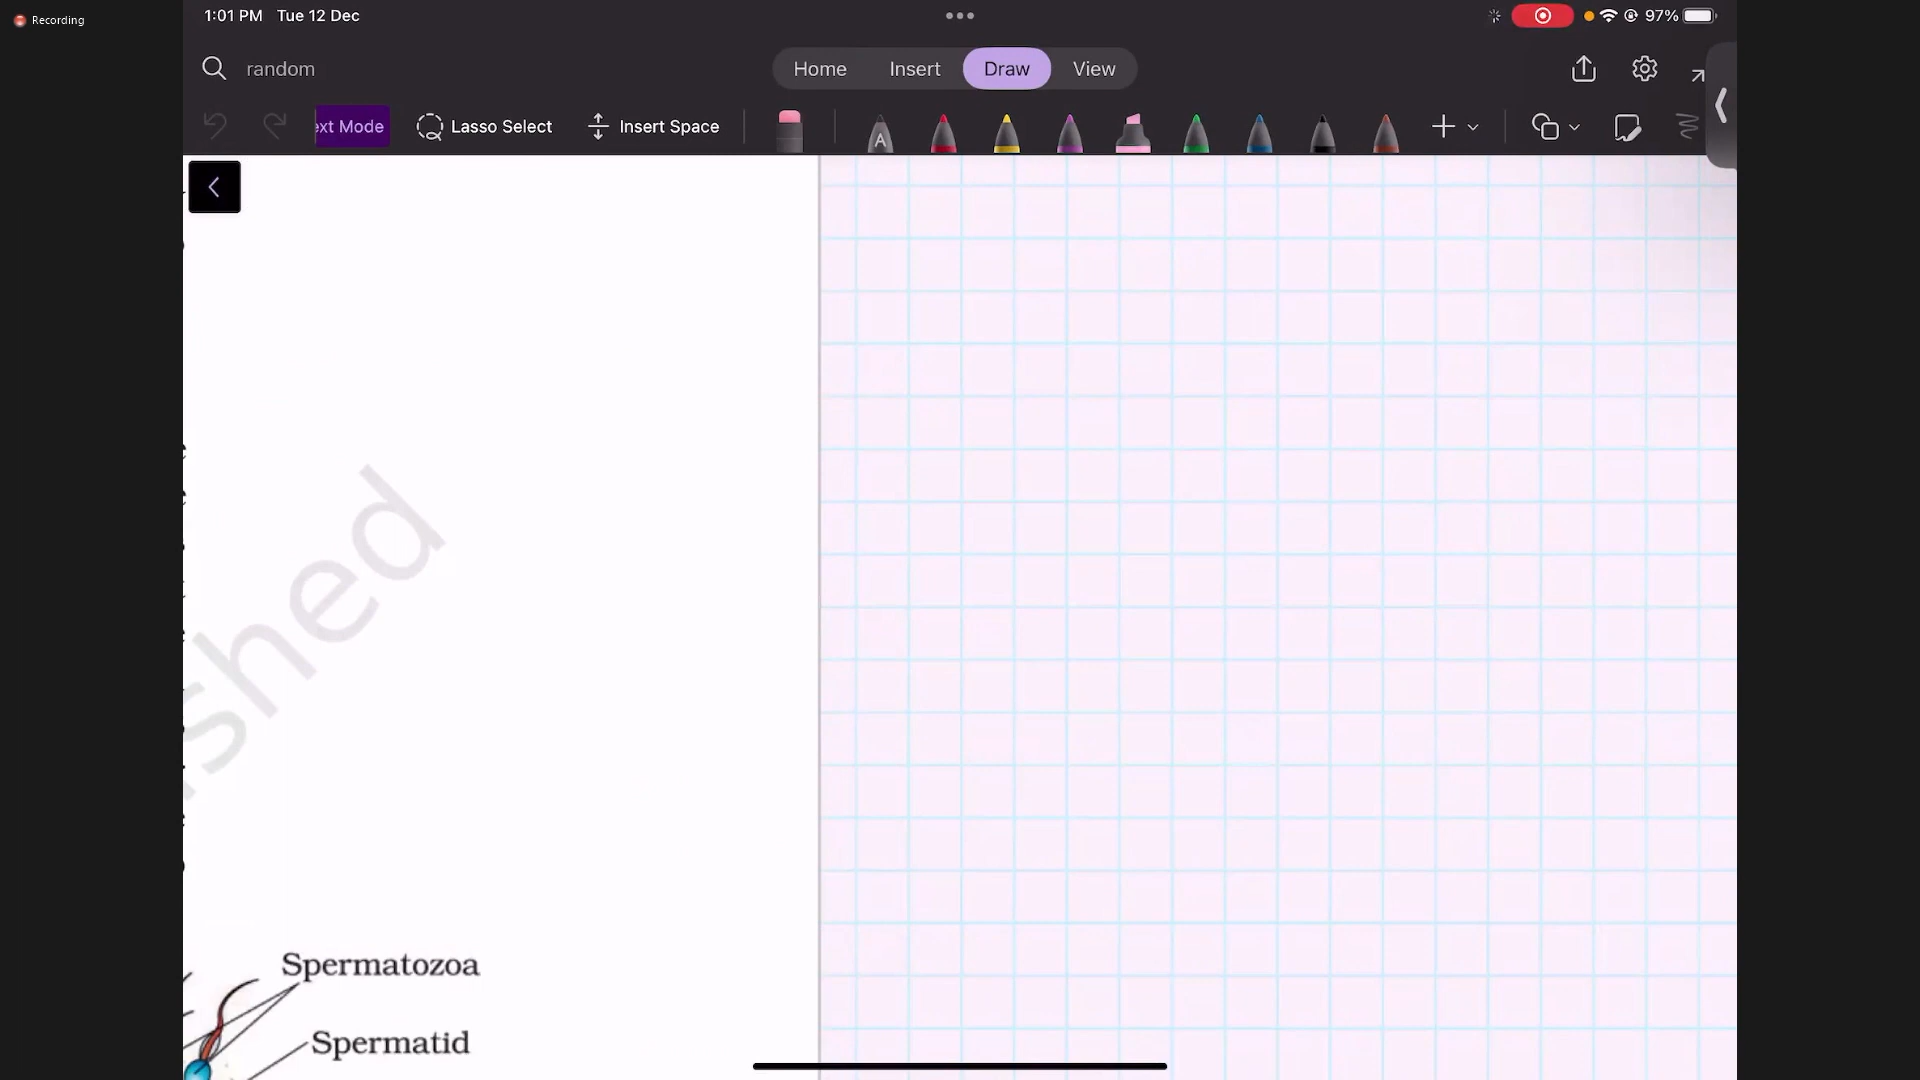 Recording
1:01 PM Tue 12 Dec
97%
random
Home Insert Draw View
ext Mode Lasso Select Insert Space
A
shed
Spermatozoa
Spermatid